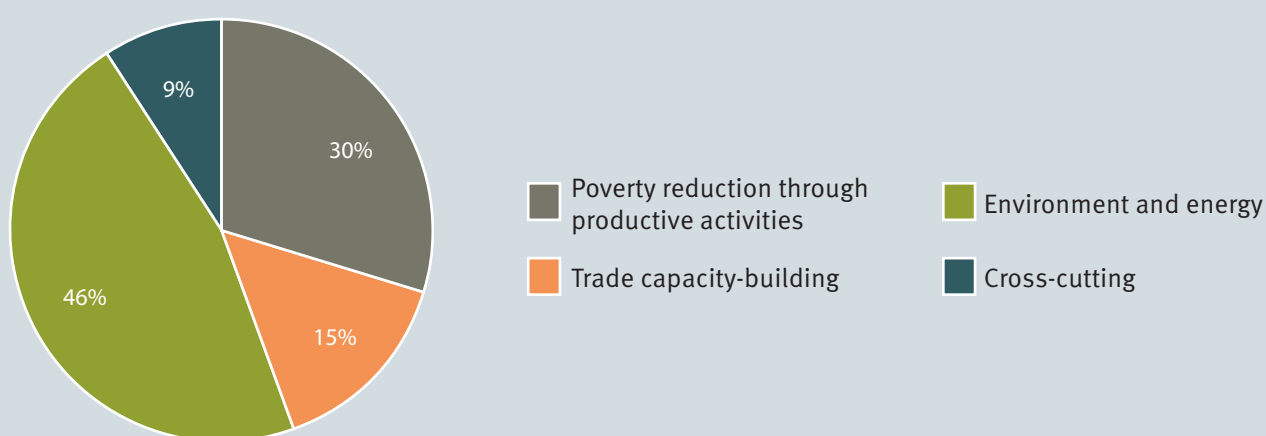 9%
30%
46%
15%
Poverty reduction through
productive activities
Trade capacity-building
Environment and energy
Cross-cutting